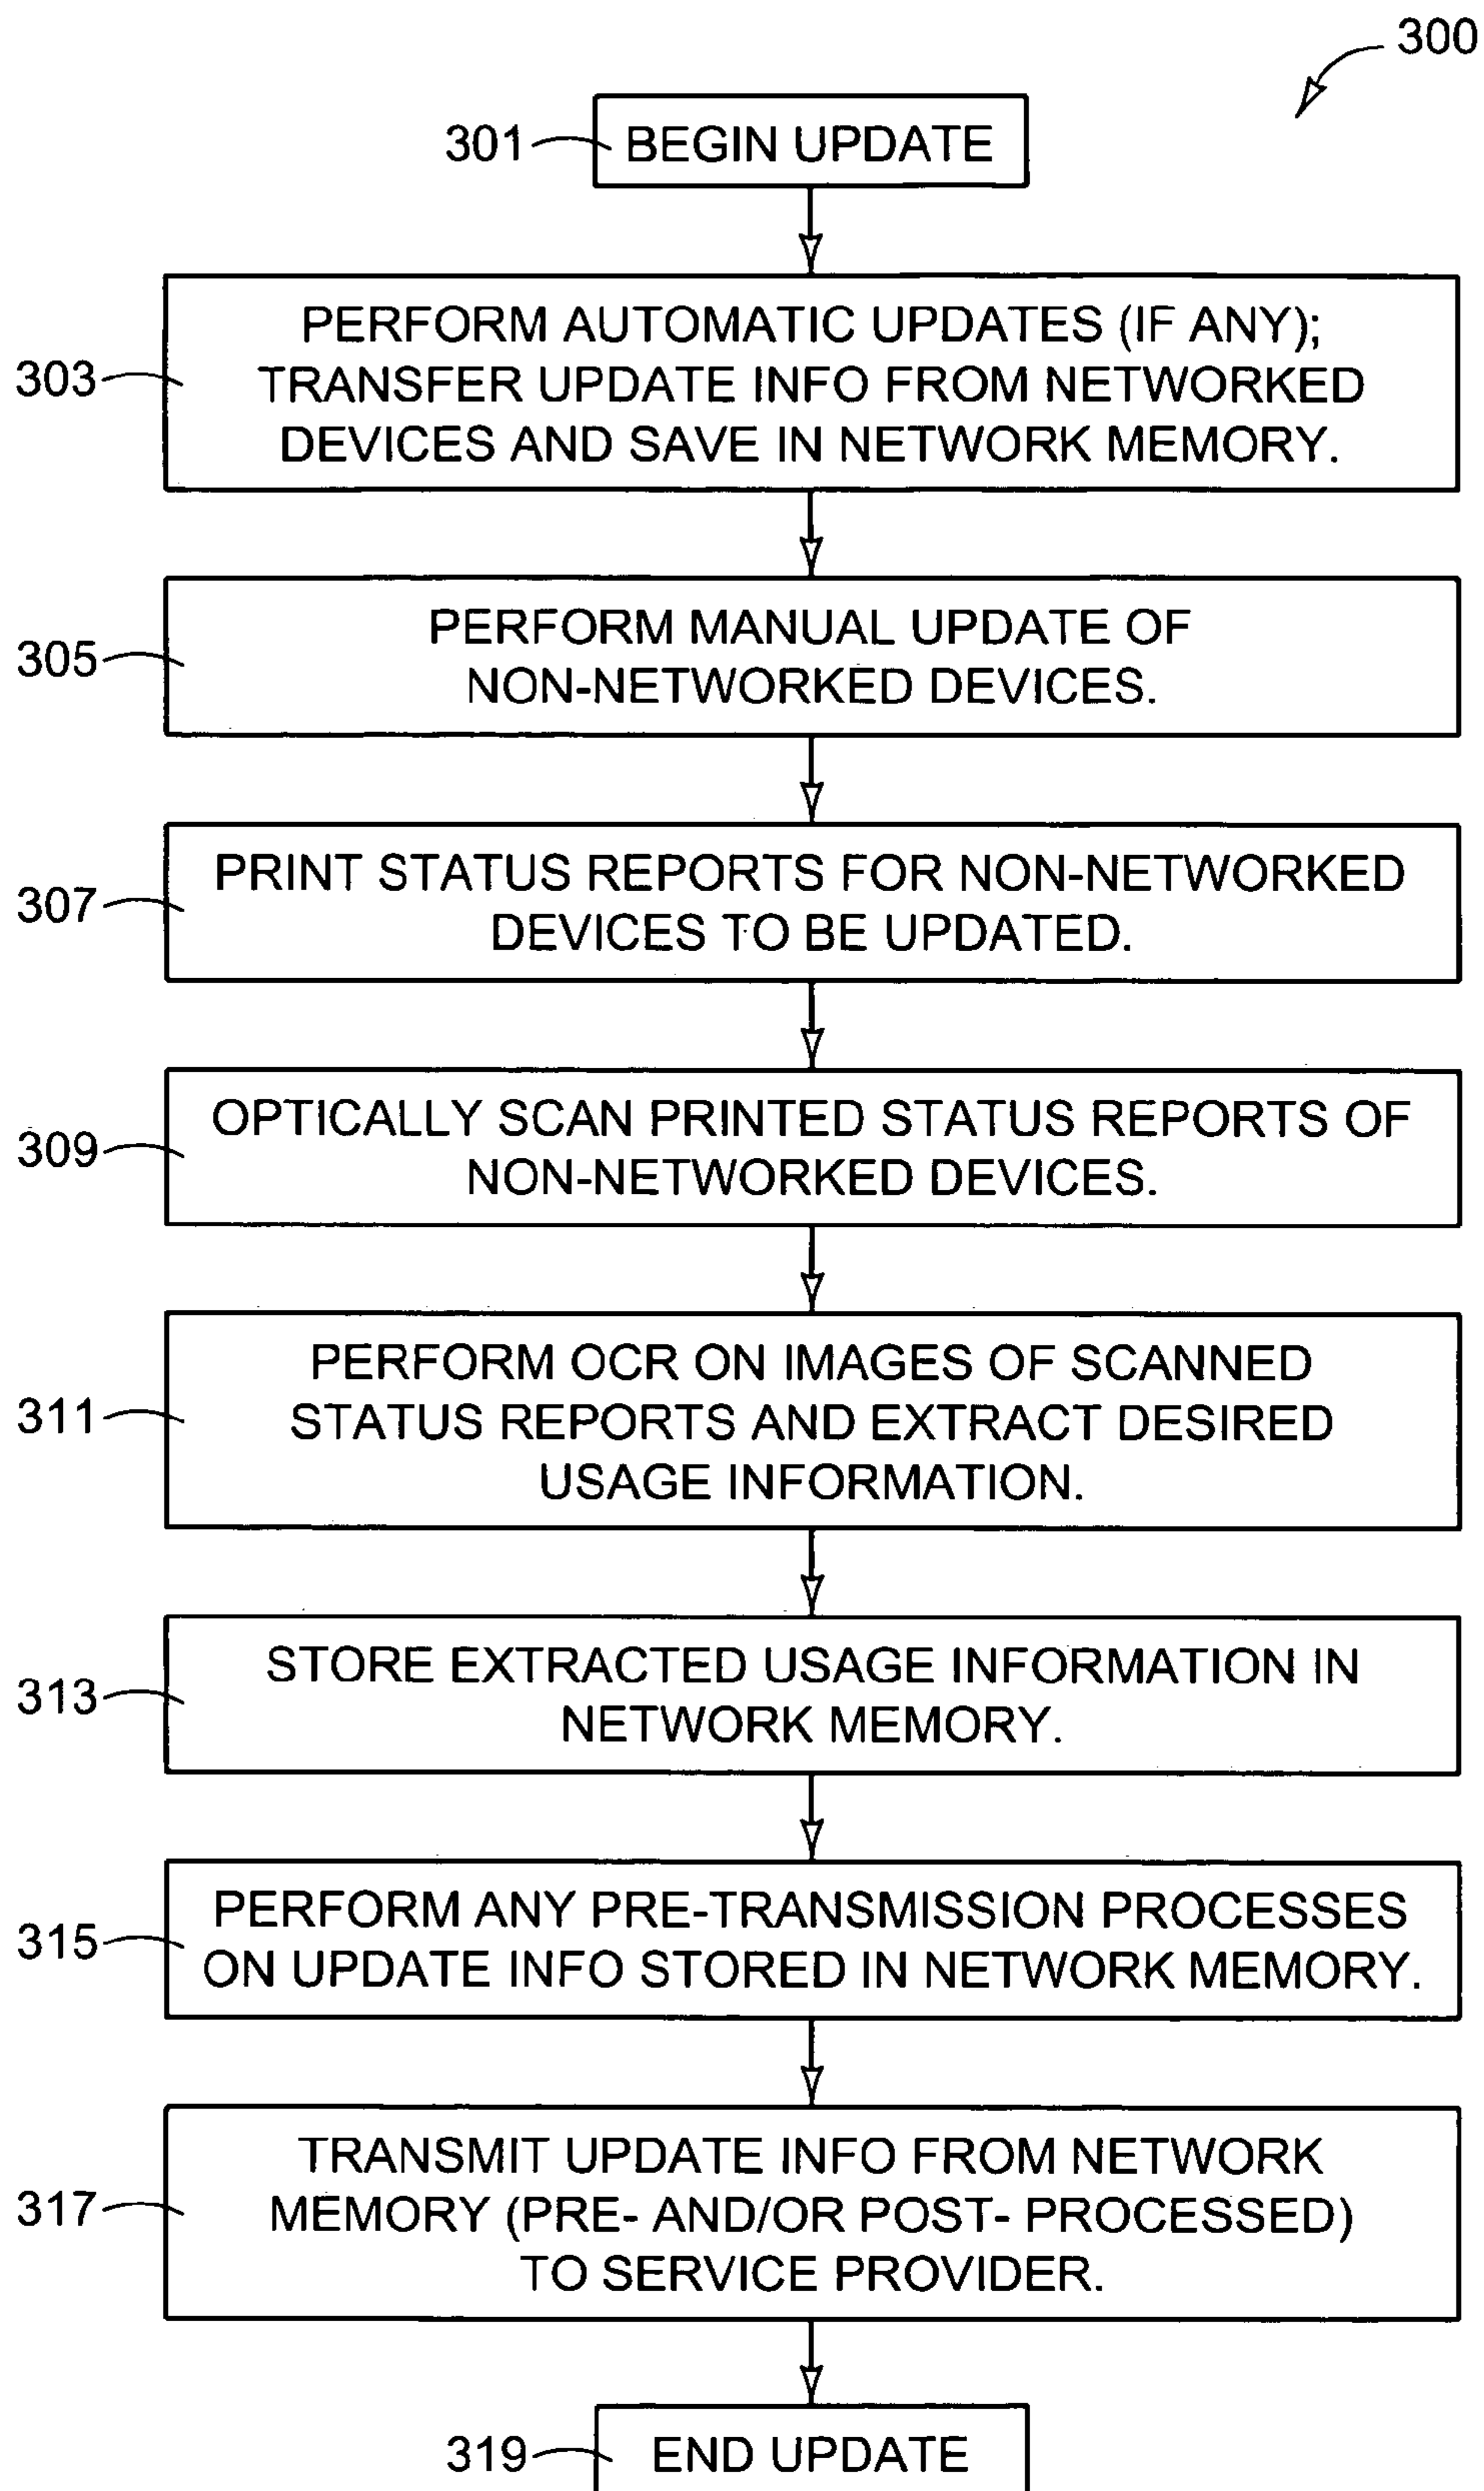 300
301 BEGIN UPDATE
303 PERFORM AUTOMATIC UPDATES (IF ANY);
TRANSFER UPDATE INFO FROM NETWORKED
DEVICES AND SAVE IN NETWORK MEMORY.
305 PERFORM MANUAL UPDATE OF
NON-NETWORKED DEVICES.
307 PRINT STATUS REPORTS FOR NON-NETWORKED
DEVICES TO BE UPDATED.
309 OPTICALLY SCAN PRINTED STATUS REPORTS OF
NON-NETWORKED DEVICES.
311 PERFORM OCR ON IMAGES OF SCANNED
STATUS REPORTS AND EXTRACT DESIRED
USAGE INFORMATION.
313 STORE EXTRACTED USAGE INFORMATION IN
NETWORK MEMORY.
315 PERFORM ANY PRE-TRANSMISSION PROCESSES
ON UPDATE INFO STORED IN NETWORK MEMORY.
317 TRANSMIT UPDATE INFO FROM NETWORK
MEMORY (PRE- AND/OR POST- PROCESSED)
TO SERVICE PROVIDER.
319 END UPDATE